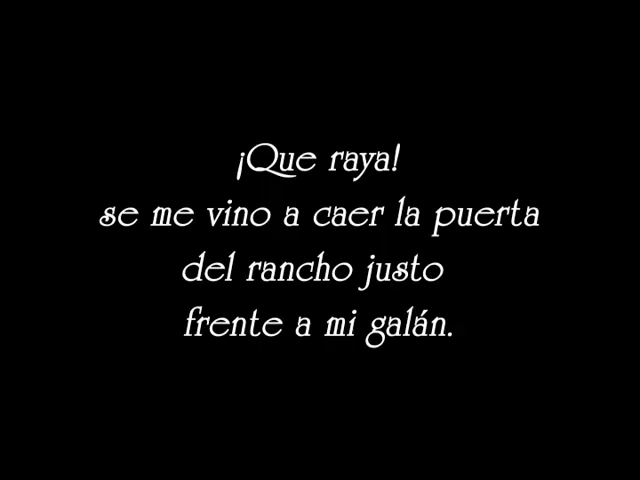 ¡Que raya!
se me vino a caer la puerta
del rancho justo
frente a mi galán.